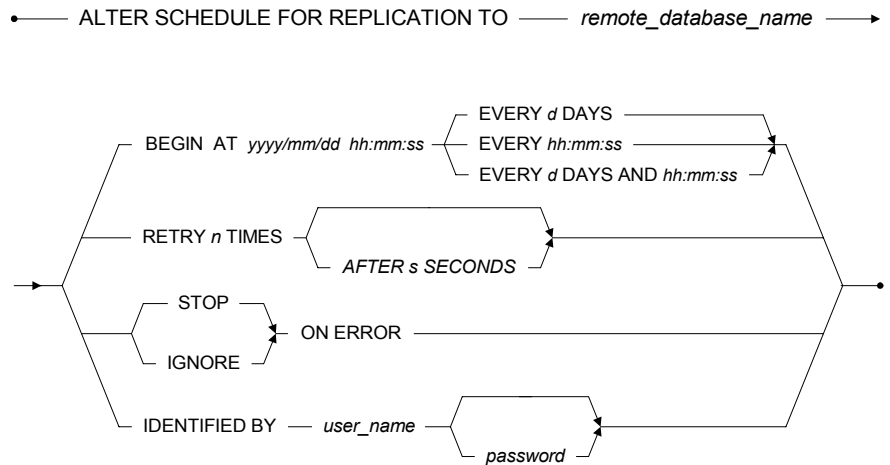 ALTER SCHEDULE FOR REPLICATION TO remote_database_name
BEGIN AT yyyy/mm/dd hh:mm:ss
EVERY d DAYS
EVERY hh:mm:ss
EVERY d DAYS AND hh:mm:ss
RETRY n TIMES
AFTER s SECONDS
STOP
IGNORE
ON ERROR
IDENTIFIED BY user_name
password